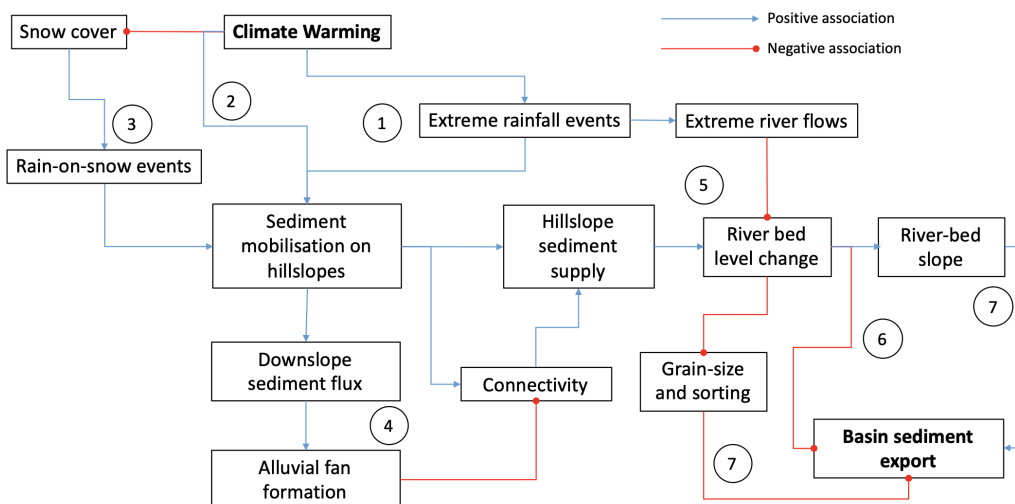 Snow cover
Climate Warming
Positive association
Negative association
2
3
1
Extreme rainfall events
Extreme river flows
Rain-on-snow events
5
Sediment
mobilisation on
hillslopes
Hillslope
sediment
supply
River bed
level change
River-bed
slope
7
6
Downslope
sediment flux
Connectivity
Grain-size
and sorting
4
Basin sediment
export
7
Alluvial fan
formation